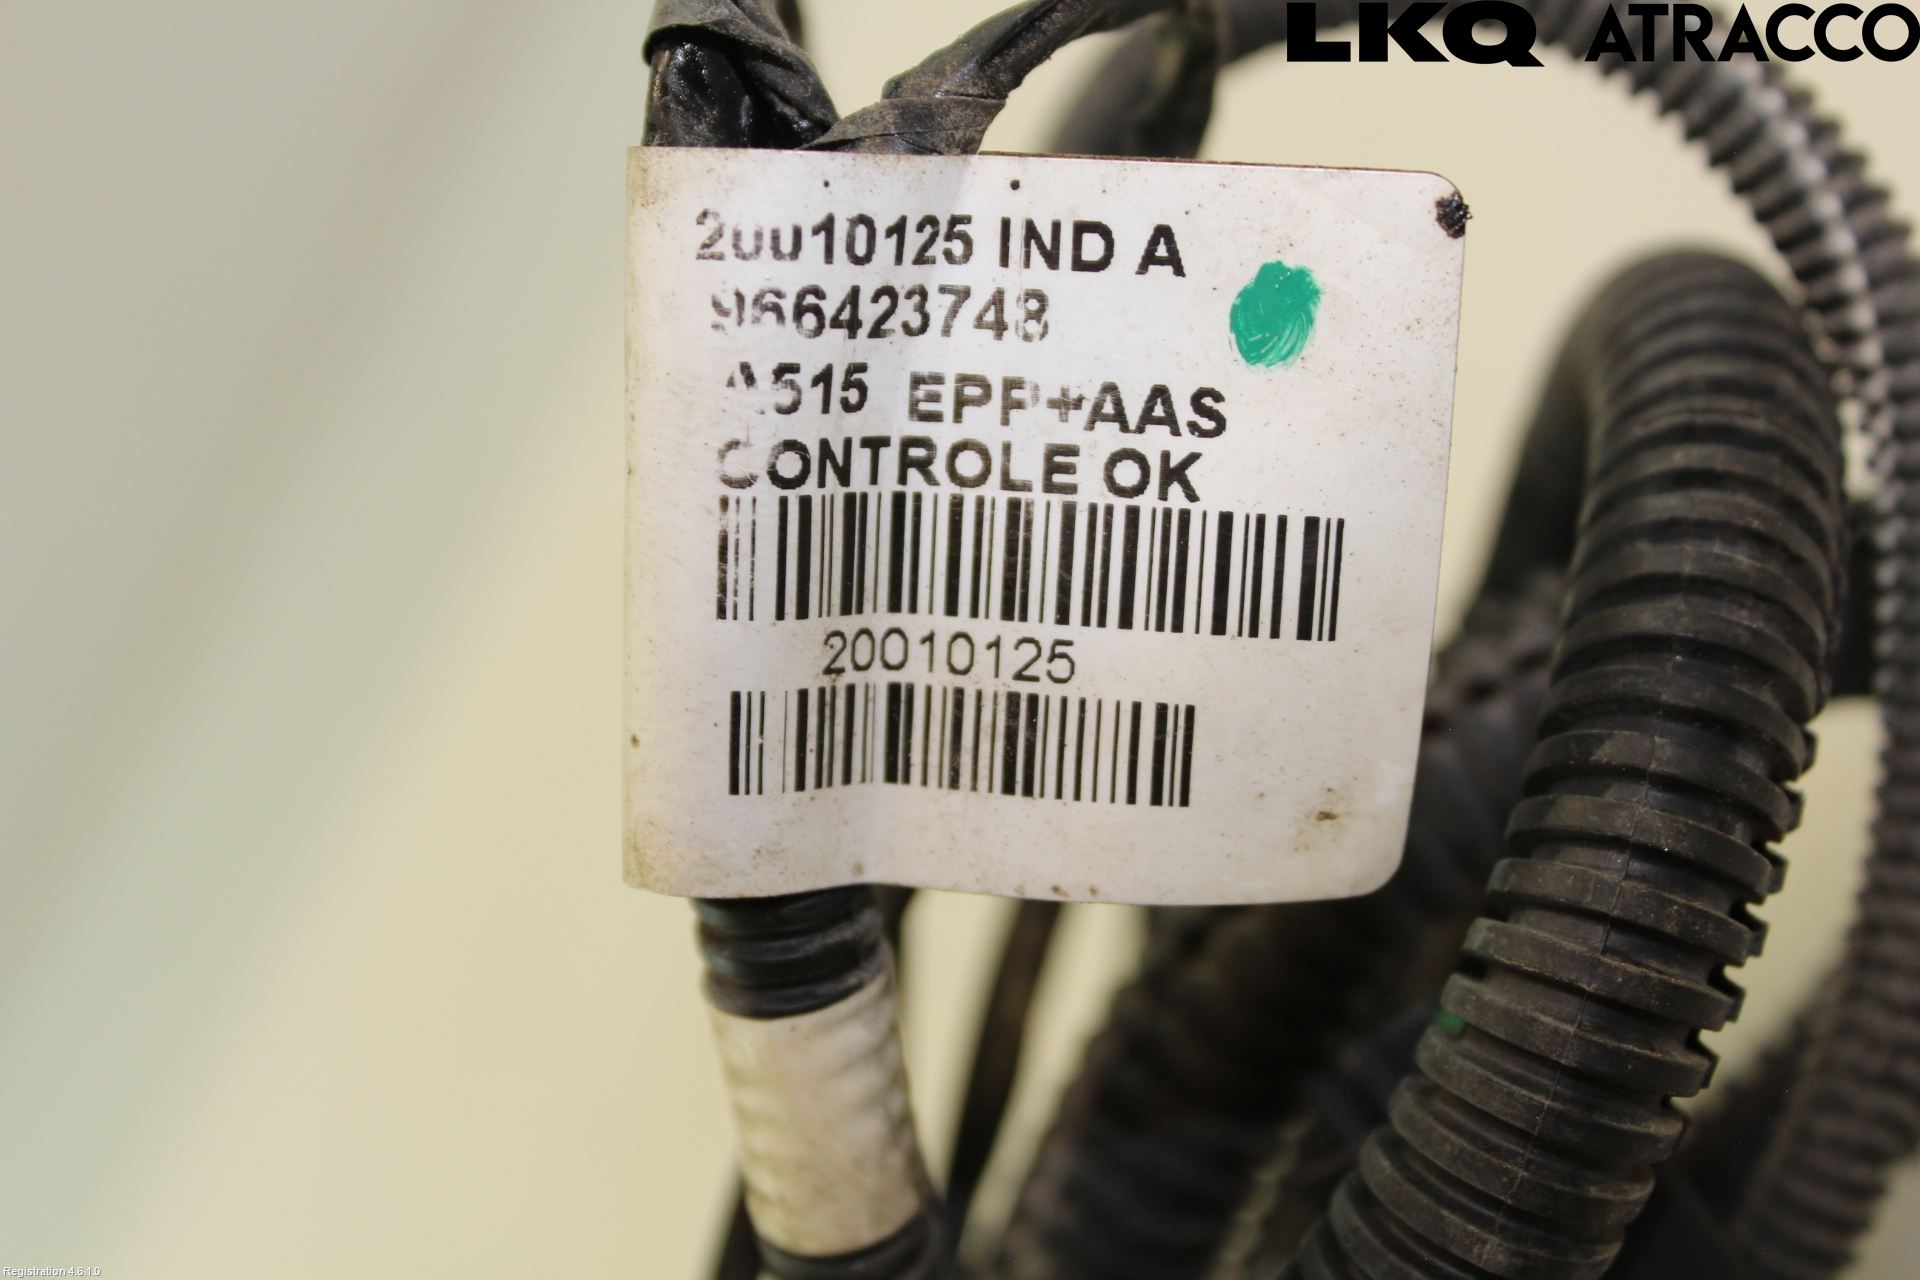 LKQ ATRACCO
20010125 IND A
966423748
A515 EPP+AAS
CONTROLE OK
20010125
Registration 4.6.1.0